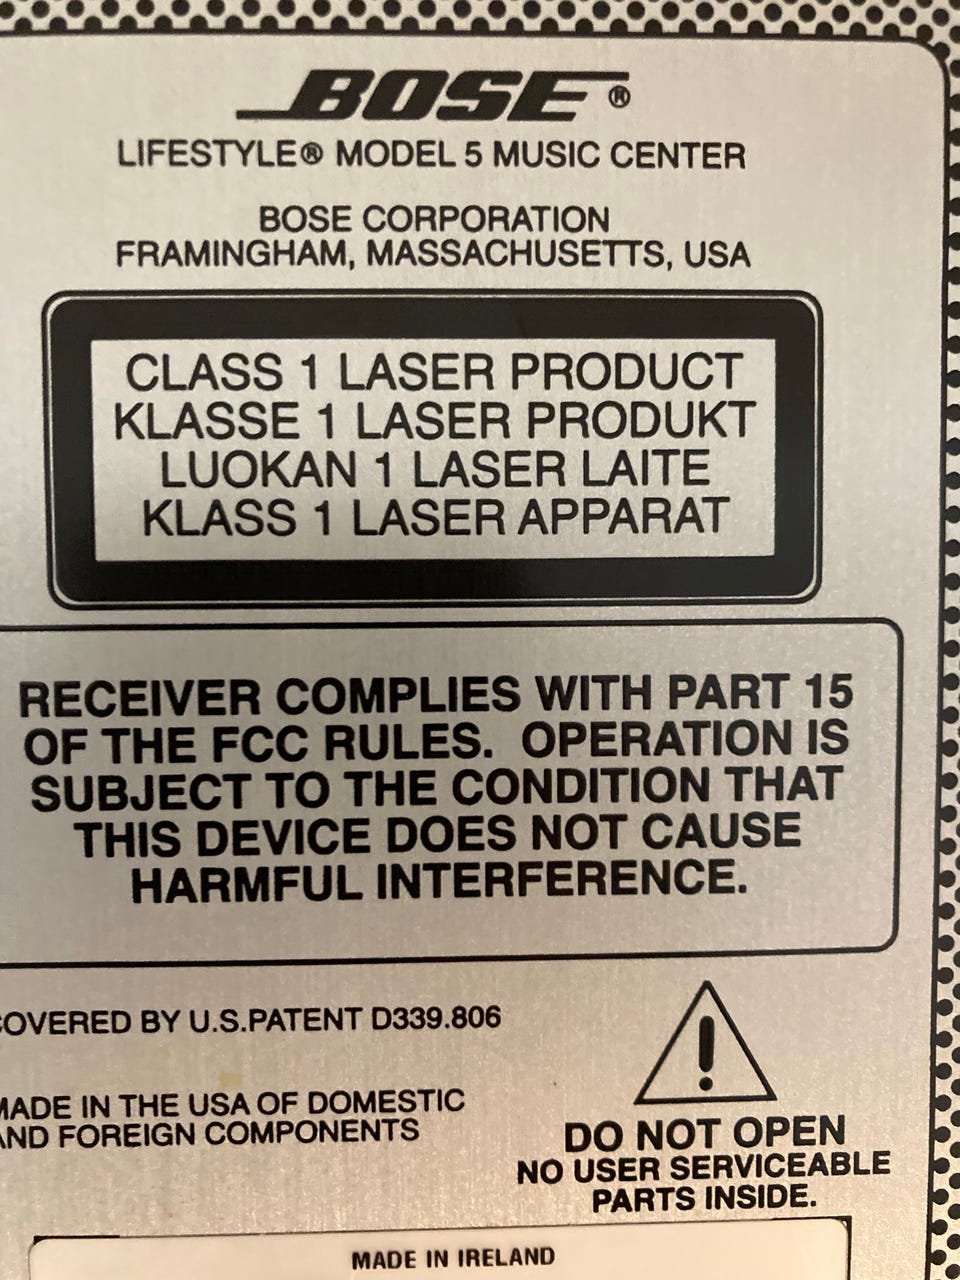 BOSE®
LIFESTYLE® MODEL 5 MUSIC CENTER
BOSE CORPORATION
FRAMINGHAM, MASSACHUSETTS, USA
CLASS 1 LASER PRODUCT
KLASSE 1 LASER PRODUKT
LUOKAN 1 LASER LAITE
KLASS 1 LASER APPARAT
RECEIVER COMPLIES WITH PART 15
OF THE FCC RULES. OPERATION IS
SUBJECT TO THE CONDITION THAT
THIS DEVICE DOES NOT CAUSE
HARMFUL INTERFERENCE.
COVERED BY U.S.PATENT D339.806
MADE IN THE USA OF DOMESTIC
AND FOREIGN COMPONENTS
!
DO NOT OPEN
NO USER SERVICEABLE
PARTS INSIDE.
MADE IN IRELAND